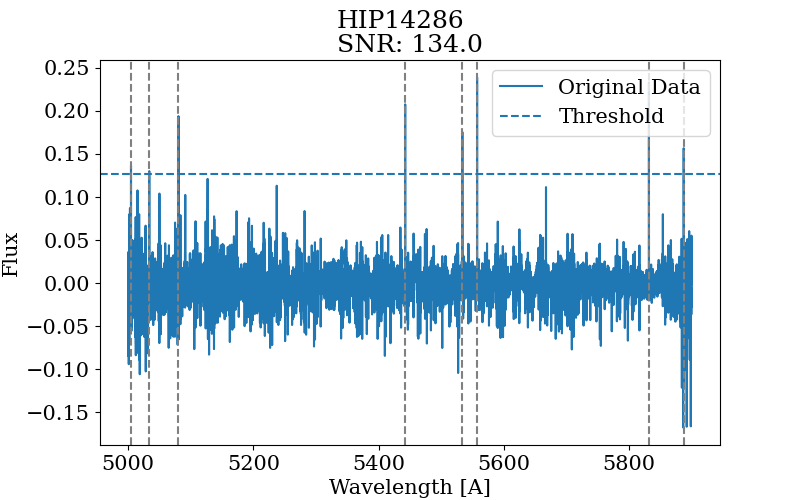 HIP14286
SNR: 134.0
0.25
0.20
0.15
0.10
0.05
0.00
−0.05
−0.10
−0.15
Flux
Original Data
Threshold
5000 5200 5400 5600 5800
Wavelength [A]